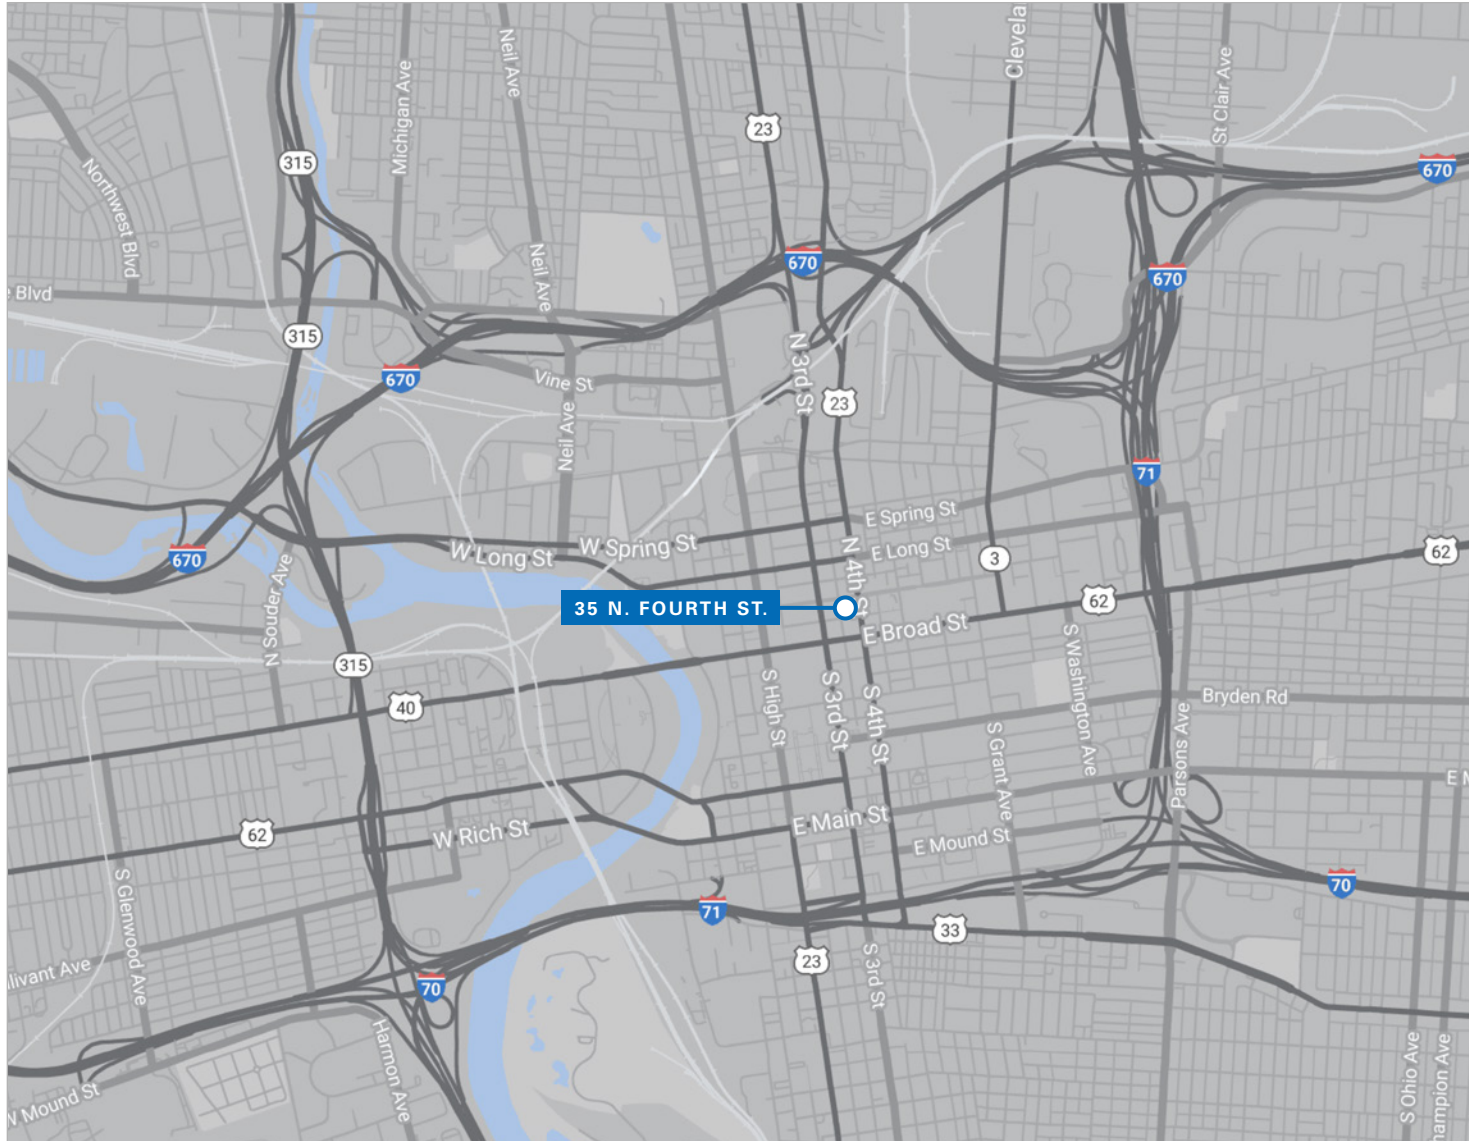 Clevela
Neil Ave
Michigan Ave
St Clair Ave
23
315
670
Northwest Blvd
Neil Ave
670
670
e Blvd
315
N 3rd St
670
Vine St
23
Neil Ave
71
E Spring St
W Spring St
W Long St
E Long St
N 4th St
3
62
670
N Souder Ave
62
35 N. FOURTH ST.
E Broad St
315
S Washington Ave
40
S High St
S 3rd St
S 4th St
Bryden Rd
S Grant Ave
Parsons Ave
E M
62
W Rich St
E Main St
E Mound St
S Glenwood Ave
70
71
33
23
S 3rd St
llivant Ave
70
Harmon Ave
S Ohio Ave
hampion Ave
W Mound St